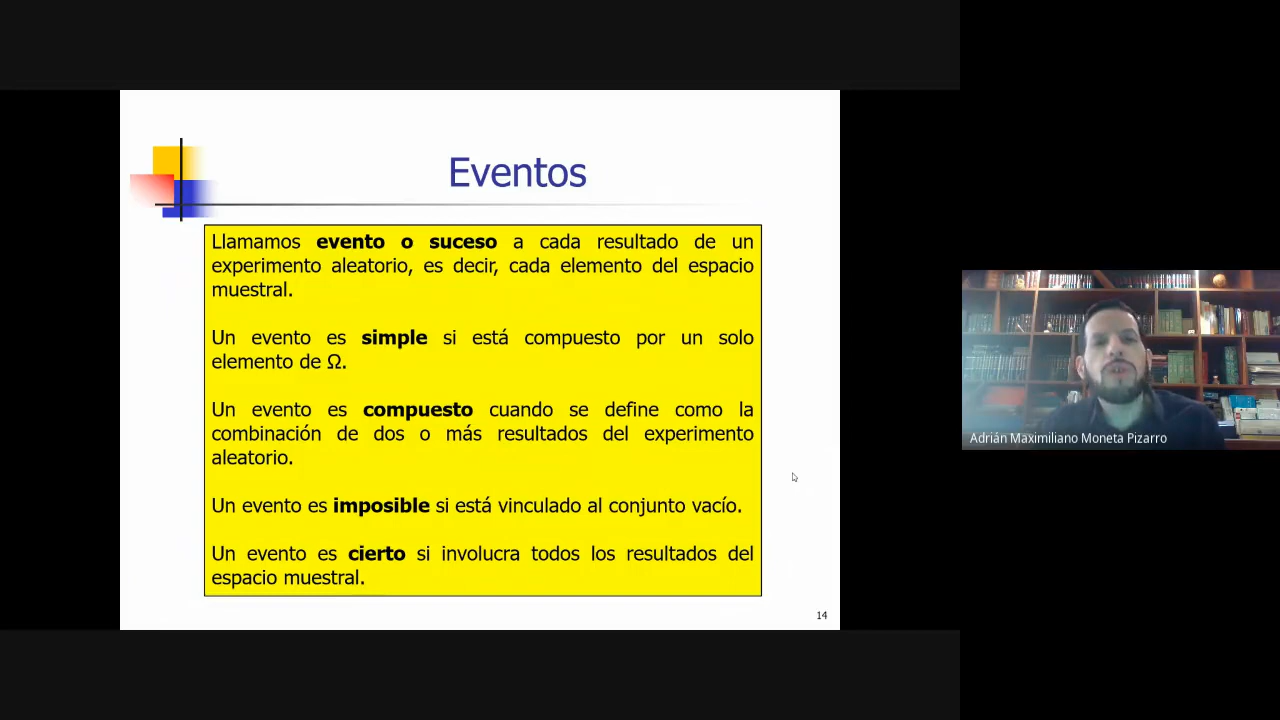 Eventos
Llamamos evento o suceso a cada resultado de un
experimento aleatorio, es decir, cada elemento del espacio
muestral.
Un evento es simple si está compuesto por un solo
elemento de Ω.
Un evento es compuesto cuando se define como la
combinación de dos o más resultados del experimento
aleatorio.
Un evento es imposible si está vinculado al conjunto vacío.
Un evento es cierto si involucra todos los resultados del
espacio muestral.
14
Adrián Maximiliano Moneta Pizarro